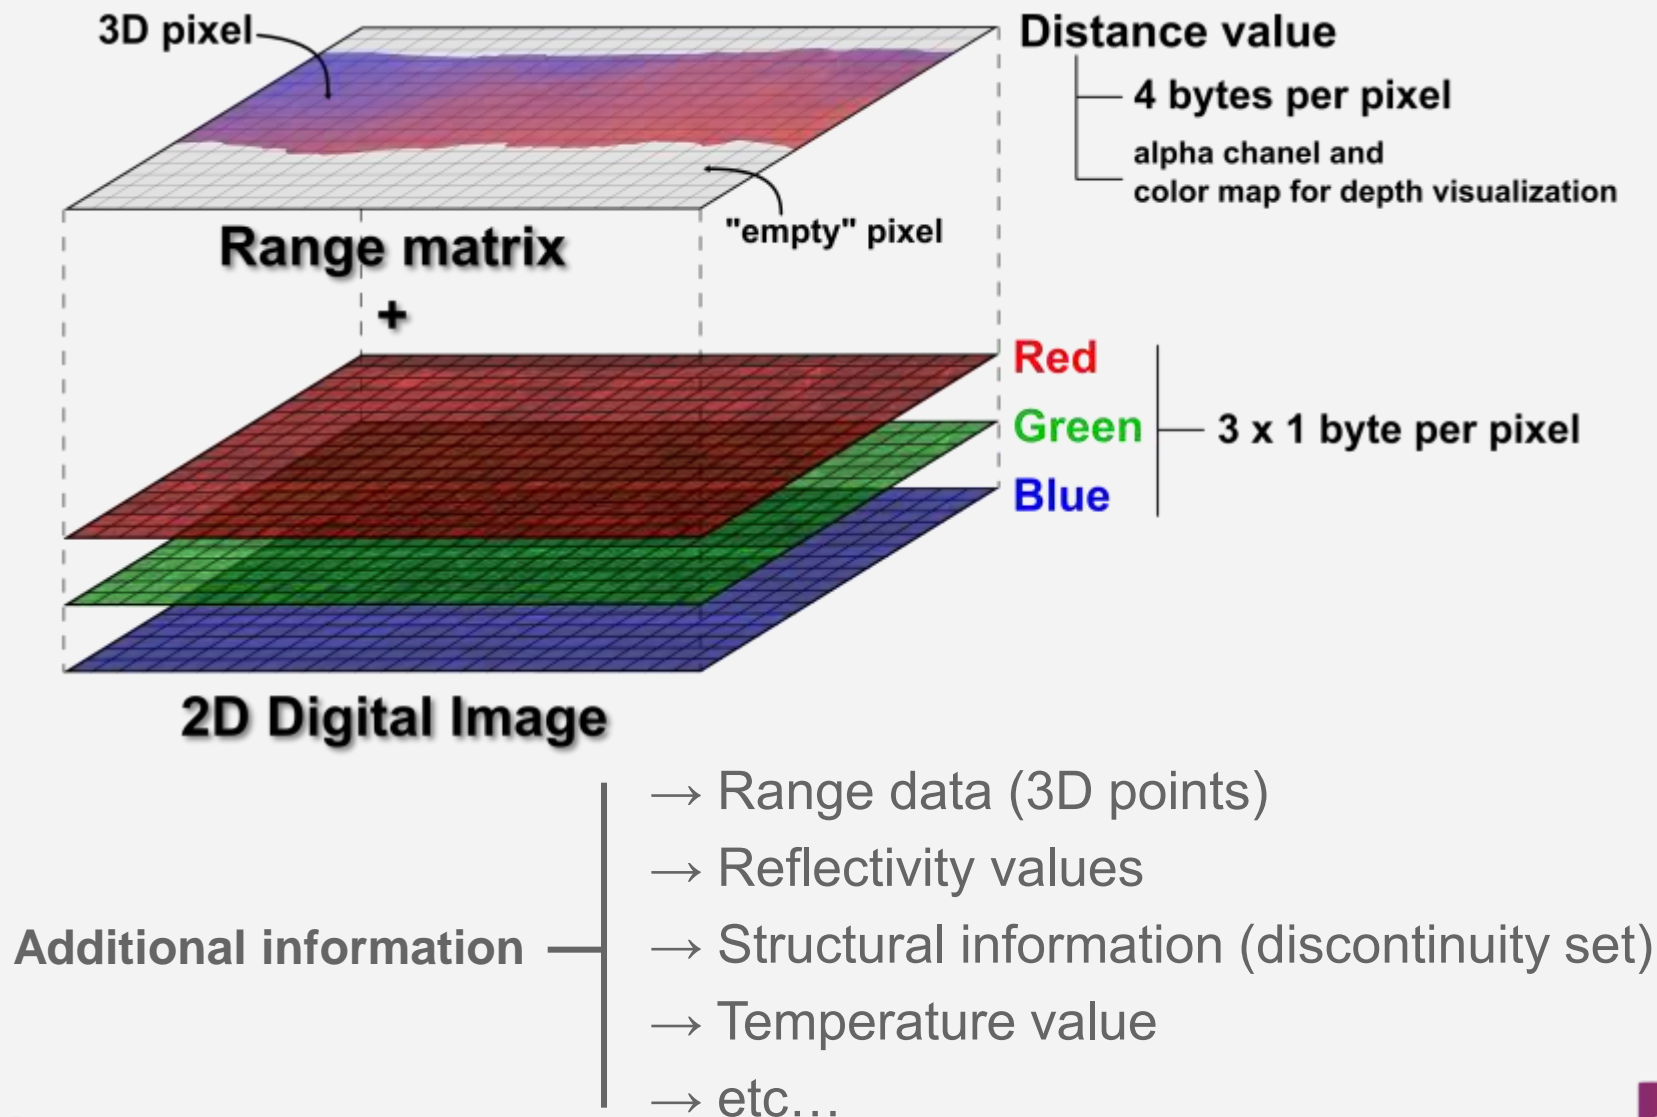 3D pixel
Distance value
4 bytes per pixel
alpha chanel and
color map for depth visualization
"empty" pixel
Range matrix
+
Red
Green
Blue
3 x 1 byte per pixel
2D Digital Image
Additional information
→ Range data (3D points)
→ Reflectivity values
→ Structural information (discontinuity set)
→ Temperature value
→ etc…